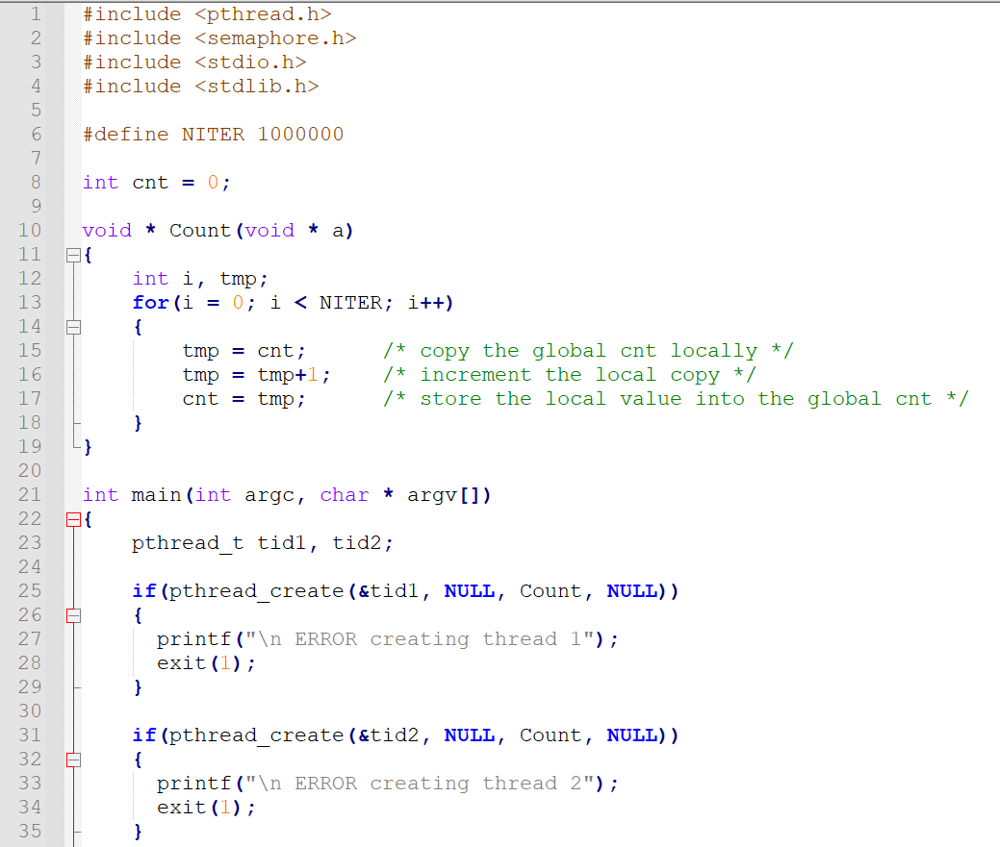 1 #include <pthread.h>
2 #include <semaphore.h>
3 #include <stdio.h>
4 #include <stdlib.h>
5
6 #define NITER 1000000
7
8 int cnt = 0;
9
10 void * Count(void * a)
11 {
12 int i, tmp;
13 for(i = 0; i < NITER; i++)
14 {
15 tmp = cnt; /* copy the global cnt locally */
16 tmp = tmp+1; /* increment the local copy */
17 cnt = tmp; /* store the local value into the global cnt */
18 }
19 }
20
21 int main(int argc, char * argv[])
22 {
23 pthread_t tid1, tid2;
24
25 if(pthread_create(&tid1, NULL, Count, NULL))
26 {
27 printf("\n ERROR creating thread 1");
28 exit(1);
29 }
30
31 if(pthread_create(&tid2, NULL, Count, NULL))
32 {
33 printf("\n ERROR creating thread 2");
34 exit(1);
35 }